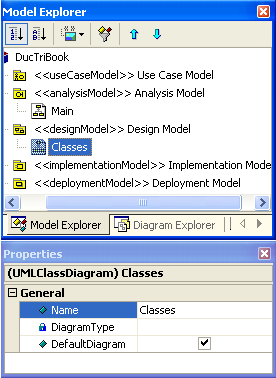 Model Explorer
DucTriBook
<<useCaseModel>> Use Case Model
<<analysisModel>> Analysis Model
Main
<<designModel>> Design Model
Classes
<<implementationModel>> Implementation Mode
<<deploymentModel>> Deployment Model
Model Explorer Diagram Explorer
Properties
(UMLClassDiagram) Classes
General
Name Classes
DiagramType
DefaultDiagram